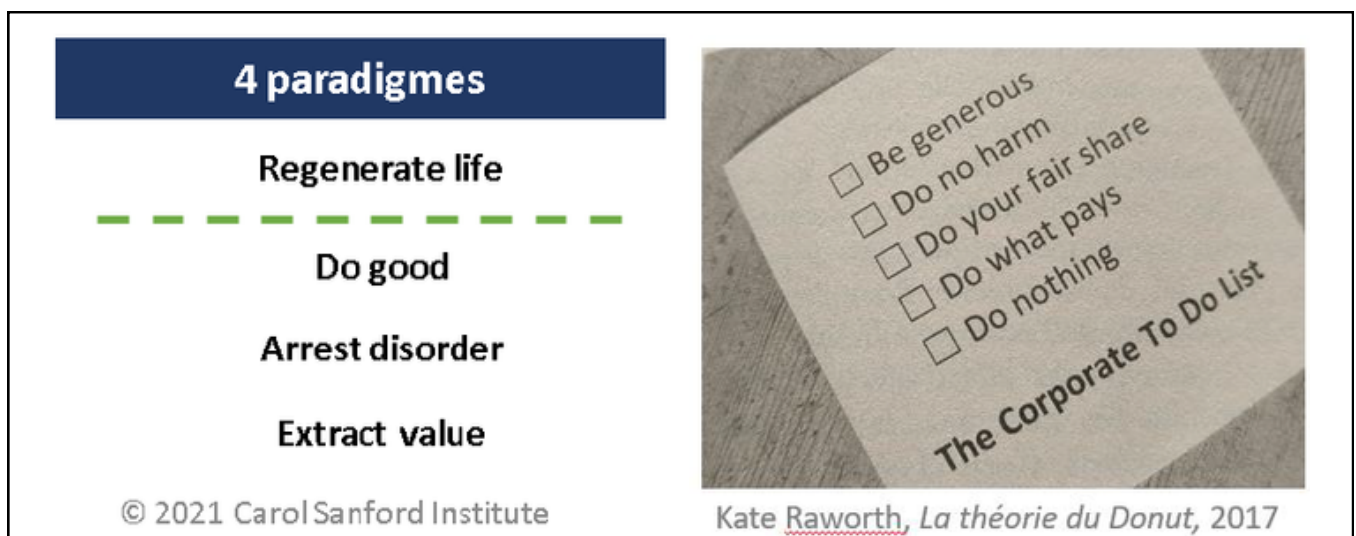 4 paradigmes
Regenerate life
Do good
Arrest disorder
Extract value
© 2021 Carol Sanford Institute
□ Be generous
□ Do no harm
□ Do your fair share
□ Do what pays
□ Do nothing
The Corporate To Do List
Kate Raworth, La théorie du Donut, 2017